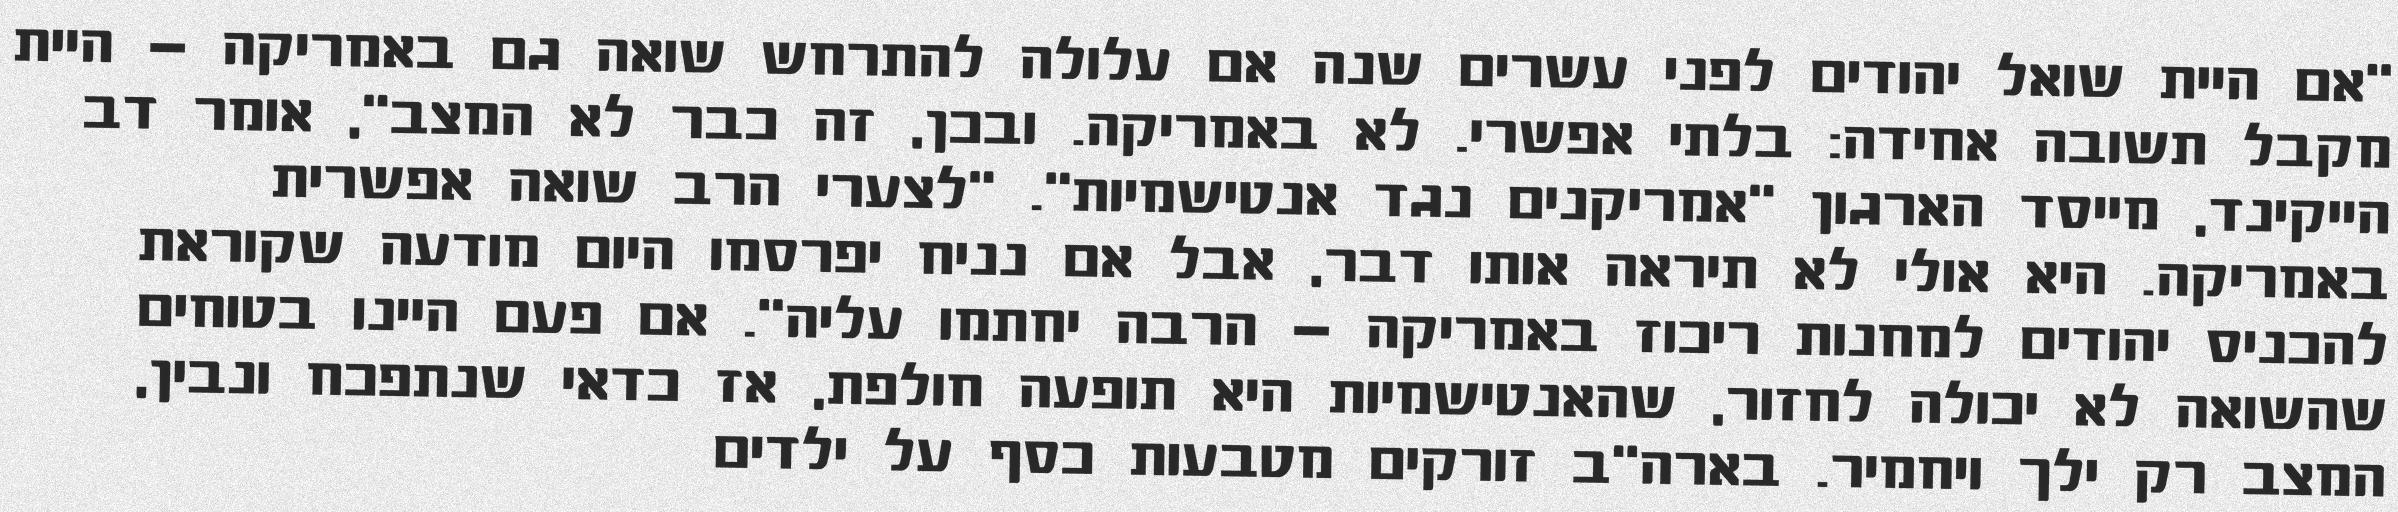 "אם היית שואל יהודים לפני עשרים שנה אם עלולה להתרחש שואה גם באמריקה – היית
מקבל תשובה אחידה: בלתי אפשרי. לא באמריקה. ובכן, זה כבר לא המצב", אומר דב
הייקינד, מייסד הארגון "אמריקנים נגד אנטישמיות". "לצערי הרב שואה אפשרית
באמריקה. היא אולי לא תיראה אותו דבר, אבל אם נניח יפרסמו היום מודעה שקוראת
להכניס יהודים למחנות ריכוז באמריקה – הרבה יחתמו עליה". אם פעם היינו בטוחים
שהשואה לא יכולה לחזור, שהאנטישמיות היא תופעה חולפת, אז כדאי שנתפכח ונבין,
המצב רק ילך ויחמיר. בארה"ב זורקים מטבעות כסף על ילדים